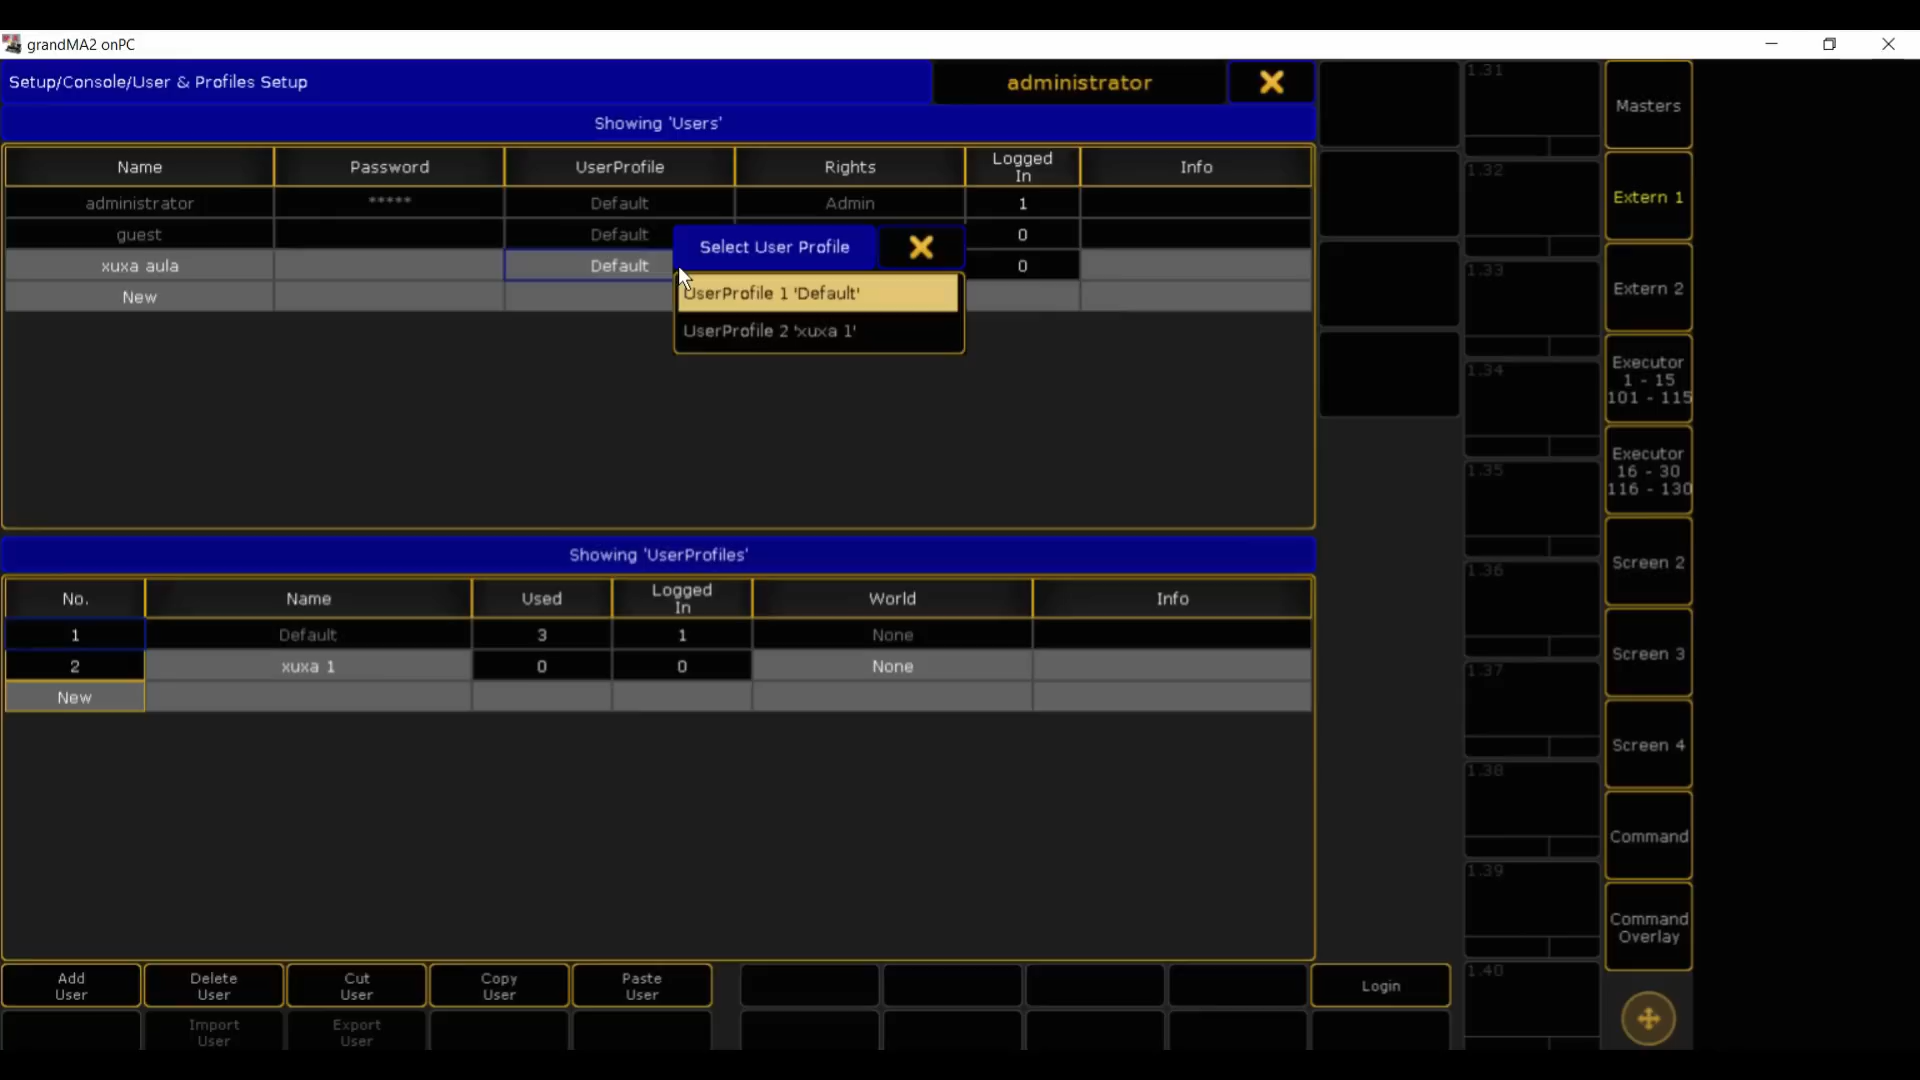 grandMA2 onPC
Setup/Console/User & Profiles Setup
administrator
Showing 'Users'
Name Password UserProfile Rights Logged In Info
administrator ***** Default Admin 1
guest Default 0
xuxa aula Default 0
New
Select User Profile
UserProfile 1 'Default'
UserProfile 2 'xuxa 1'
Showing 'UserProfiles'
No. Name Used Logged In World Info
1 Default 3 1 None
2 xuxa 1 0 0 None
New
Add User
Delete User
Cut User
Copy User
Paste User
Login
Import User
Export User
1.31
1.32
1.33
1.34
1.35
1.36
1.37
1.38
1.39
1.40
Masters
Extern 1
Extern 2
Executor
1 - 15
101 - 115
Executor
16 - 30
116 - 130
Screen 2
Screen 3
Screen 4
Command
Command
Overlay